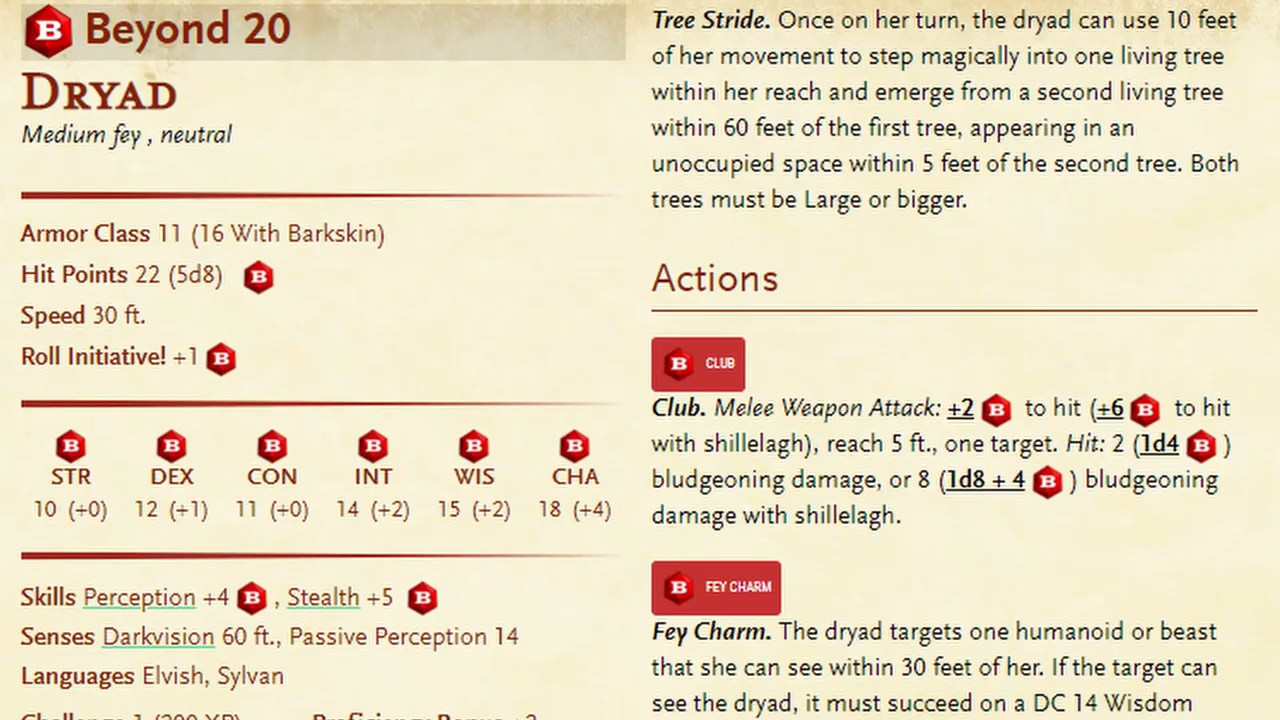 B Beyond 20
DRYAD
Medium fey , neutral
Armor Class 11 (16 With Barkskin)
Hit Points 22 (5d8) B
Speed 30 ft.
Roll Initiative! +1 B
B B B B B B
STR DEX CON INT WIS CHA
10 (+0) 12 (+1) 11 (+0) 14 (+2) 15 (+2) 18 (+4)
Skills Perception +4 B , Stealth +5 B
Senses Darkvision 60 ft., Passive Perception 14
Languages Elvish, Sylvan
Challenge 1 (200 XP) Proficiency Bonus +2
Tree Stride. Once on her turn, the dryad can use 10 feet
of her movement to step magically into one living tree
within her reach and emerge from a second living tree
within 60 feet of the first tree, appearing in an
unoccupied space within 5 feet of the second tree. Both
trees must be Large or bigger.
Actions
B CLUB
Club. Melee Weapon Attack: +2 B to hit (+6 B to hit
with shillelagh), reach 5 ft., one target. Hit: 2 (1d4 B )
bludgeoning damage, or 8 (1d8 + 4 B ) bludgeoning
damage with shillelagh.
B FEY CHARM
Fey Charm. The dryad targets one humanoid or beast
that she can see within 30 feet of her. If the target can
see the dryad, it must succeed on a DC 14 Wisdom